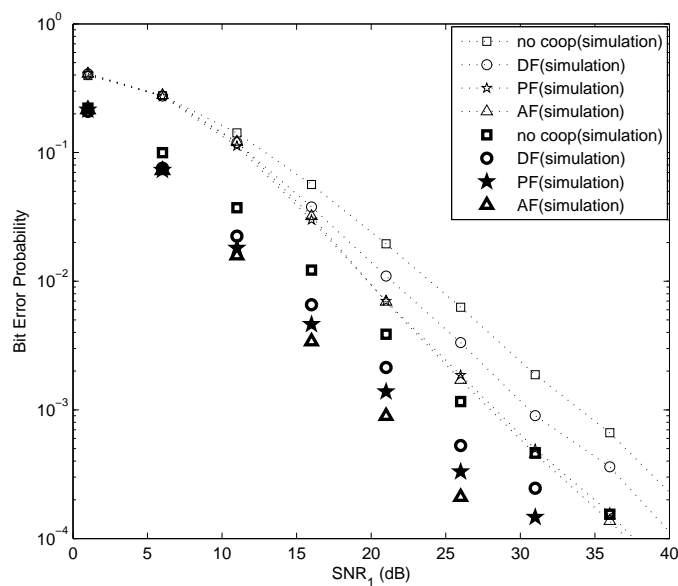 10^0
10^-1
10^-2
10^-3
10^-4
Bit Error Probability
0 5 10 15 20 25 30 35 40
SNR_1 (dB)
no coop(simulation)
DF(simulation)
PF(simulation)
AF(simulation)
no coop(simulation)
DF(simulation)
PF(simulation)
AF(simulation)